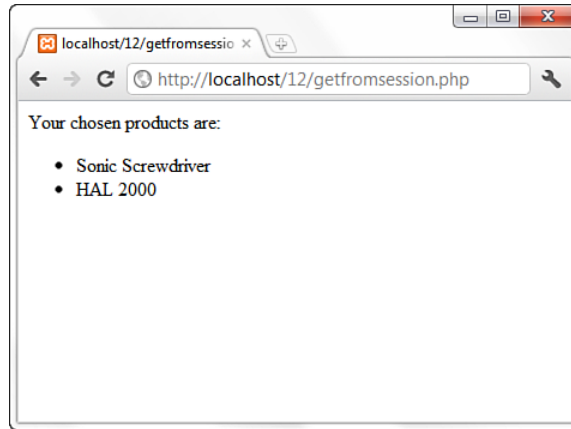 localhost/12/getfromsessio
http://localhost/12/getfromsession.php
Your chosen products are:
Sonic Screwdriver
HAL 2000